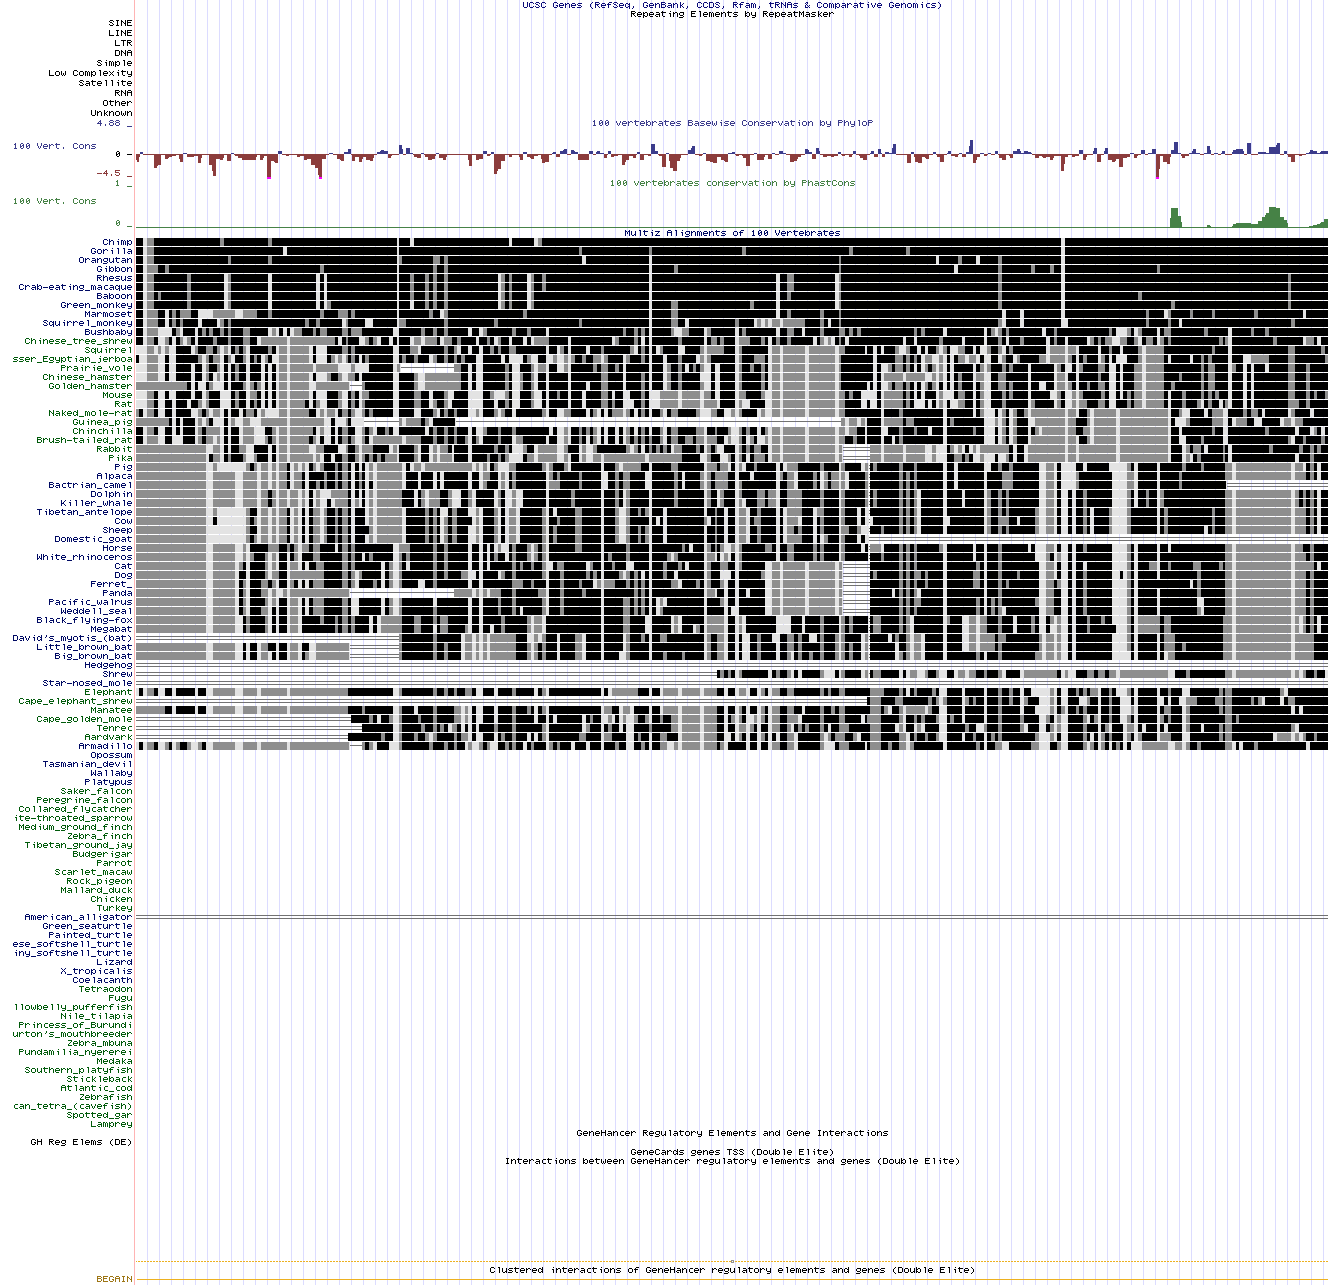 UCSC Genes (RefSeq, GenBank, CCDS, Rfam, tRNAs & Comparative Genomics)
Repeating Elements by RepeatMasker
SINE
LINE
LTR
DNA
Simple
Low Complexity
Satellite
RNA
Other
Unknown
100 vertebrates Basewise Conservation by PhyloP
4.88 _
100 Vert. Cons
0 -
-4.5 _
100 vertebrates conservation by PhastCons
1 _
100 Vert. Cons
0 _
Multiz Alignments of 100 Vertebrates
Chimp
Gorilla
Orangutan
Gibbon
Rhesus
Crab-eating_macaque
Baboon
Green_monkey
Marmoset
Squirrel_monkey
Bushbaby
Chinese_tree_shrew
Squirrel
sser_Egyptian_jerboa
Prairie_vole
Chinese_hamster
Golden_hamster
Mouse
Rat
Naked_mole-rat
Guinea_pig
Chinchilla
Brush-tailed_rat
Rabbit
Pika
Pig
Alpaca
Bactrian_camel
Dolphin
Killer_whale
Tibetan_antelope
Cow
Sheep
Domestic_goat
Horse
White_rhinoceros
Cat
Dog
Ferret_
Panda
Pacific_walrus
Weddell_seal
Black_flying-fox
Megabat
David's_myotis_(bat)
Little_brown_bat
Big_brown_bat
Hedgehog
Shrew
Star-nosed_mole
Elephant
Cape_elephant_shrew
Manatee
Cape_golden_mole
Tenrec
Aardvark
Armadillo
Opossum
Tasmanian_devil
Wallaby
Platypus
Saker_falcon
Peregrine_falcon
Collared_flycatcher
ite-throated_sparrow
Medium_ground_finch
Zebra_finch
Tibetan_ground_jay
Budgerigar
Parrot
Scarlet_macaw
Rock_pigeon
Mallard_duck
Chicken
Turkey
American_alligator
Green_seaturtle
Painted_turtle
ese_softshell_turtle
iny_softshell_turtle
Lizard
X_tropicalis
Coelacanth
Tetraodon
Fugu
llowbelly_pufferfish
Nile_tilapia
Princess_of_Burundi
urton's_mouthbreeder
Zebra_mbuna
Pundamilia_nyererei
Medaka
Southern_platyfish
Stickleback
Atlantic_cod
Zebrafish
can_tetra_(cavefish)
Spotted_gar
Lamprey
GeneHancer Regulatory Elements and Gene Interactions
GH Reg Elems (DE)
GeneCards genes TSS (Double Elite)
Interactions between GeneHancer regulatory elements and genes (Double Elite)
Clustered interactions of GeneHancer regulatory elements and genes (Double Elite)
BEGAIN